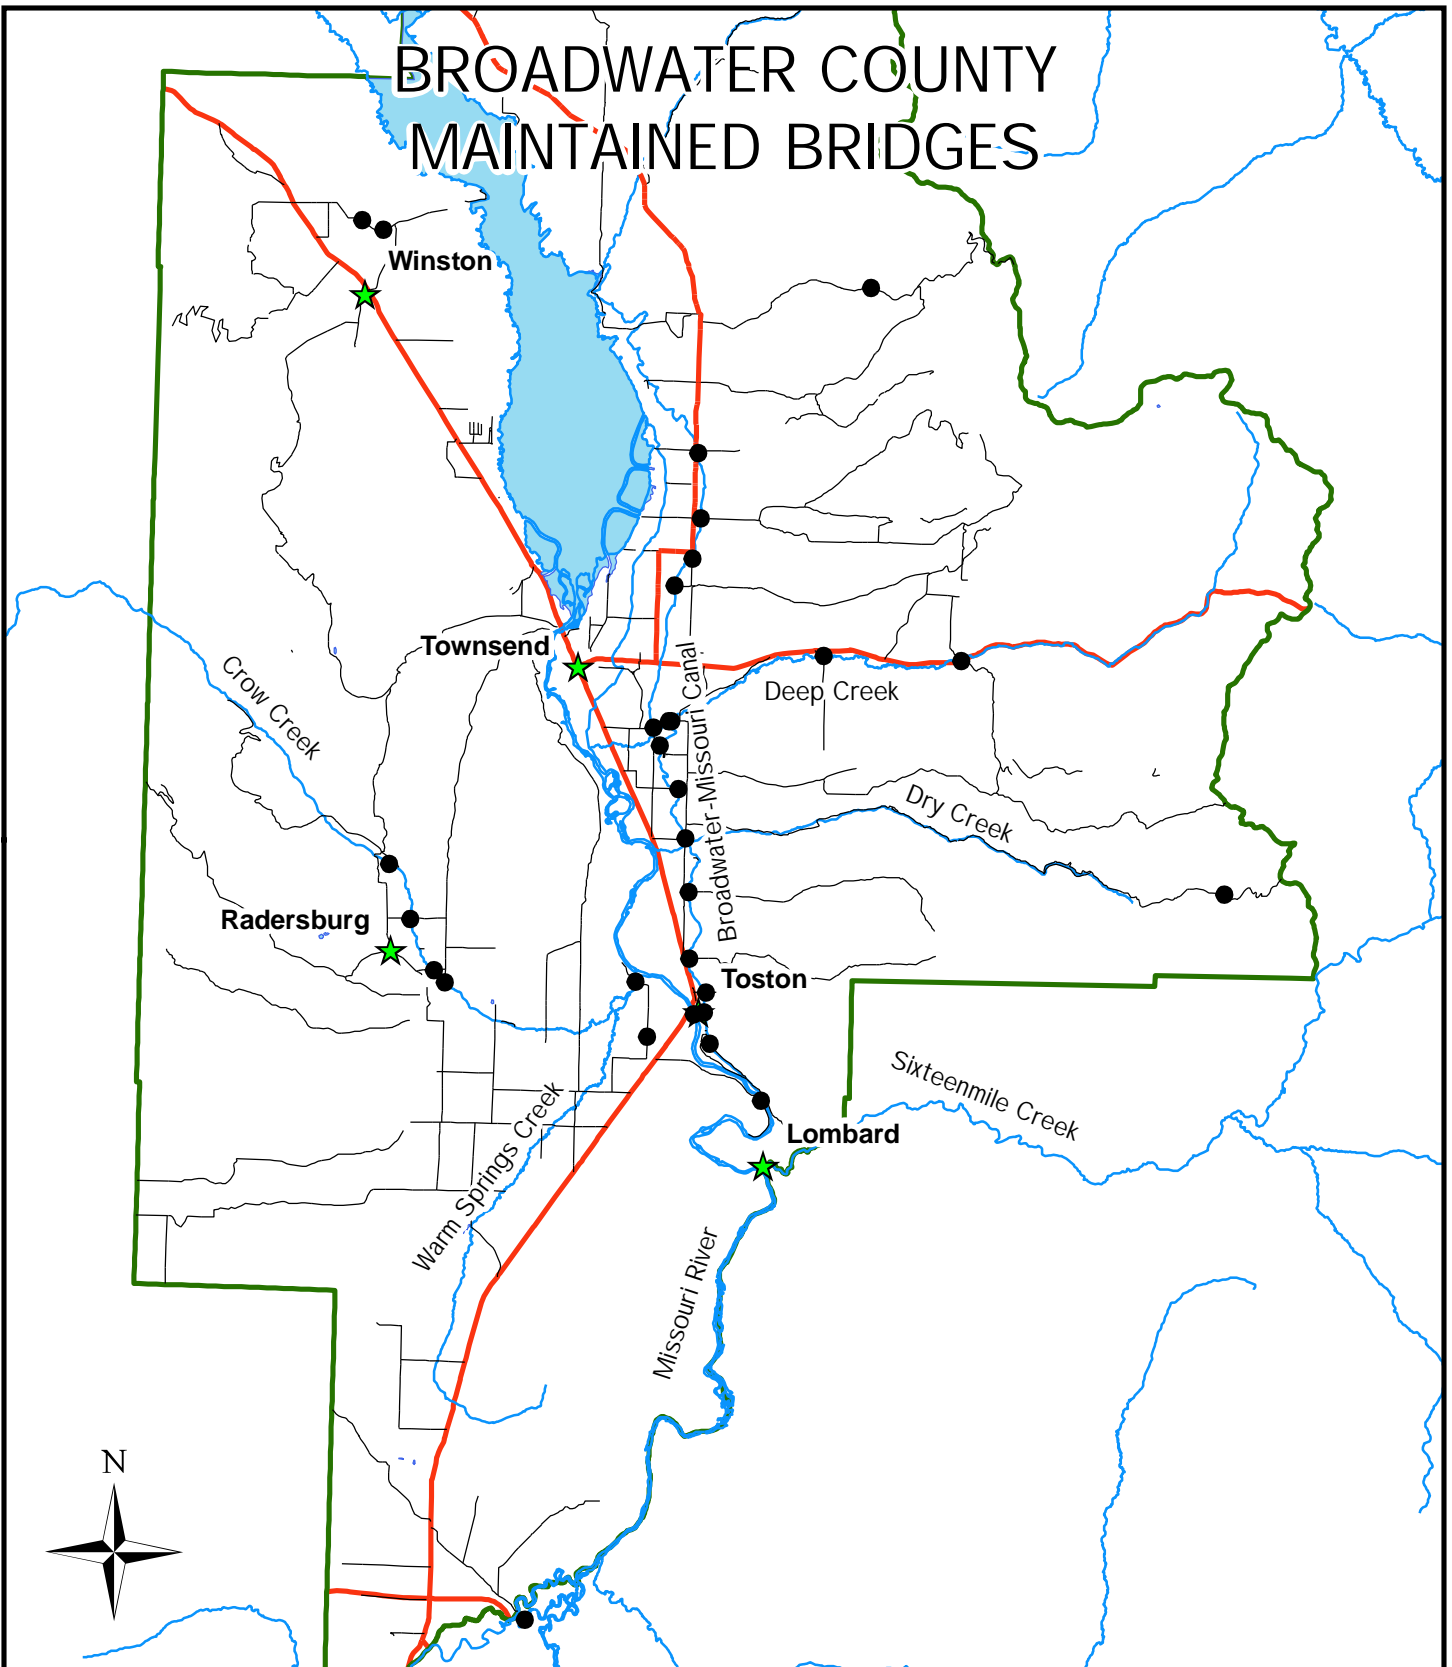 BROADWATER COUNTY
MAINTAINED BRIDGES
Winston
Townsend
Crow Creek
Deep Creek
Broadwater-Missouri Canal
Dry Creek
Radersburg
Toston
Sixteenmile Creek
Lombard
Warm Springs Creek
Missouri River
N